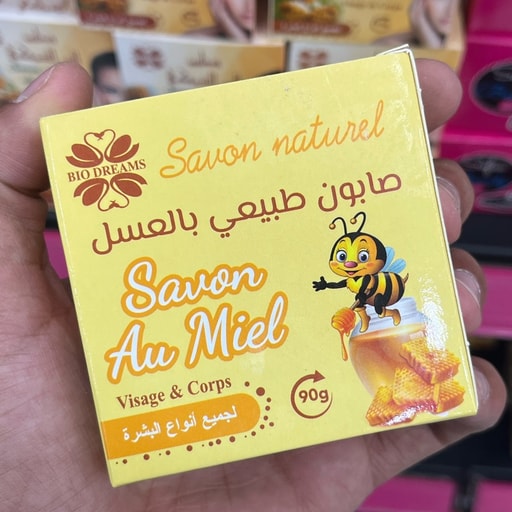 BIO DREAMS
Savon naturel
صابون طبيعي بالعسل
Savon
Au Miel
Visage & Corps
لجميع أنواع البشرة
90g